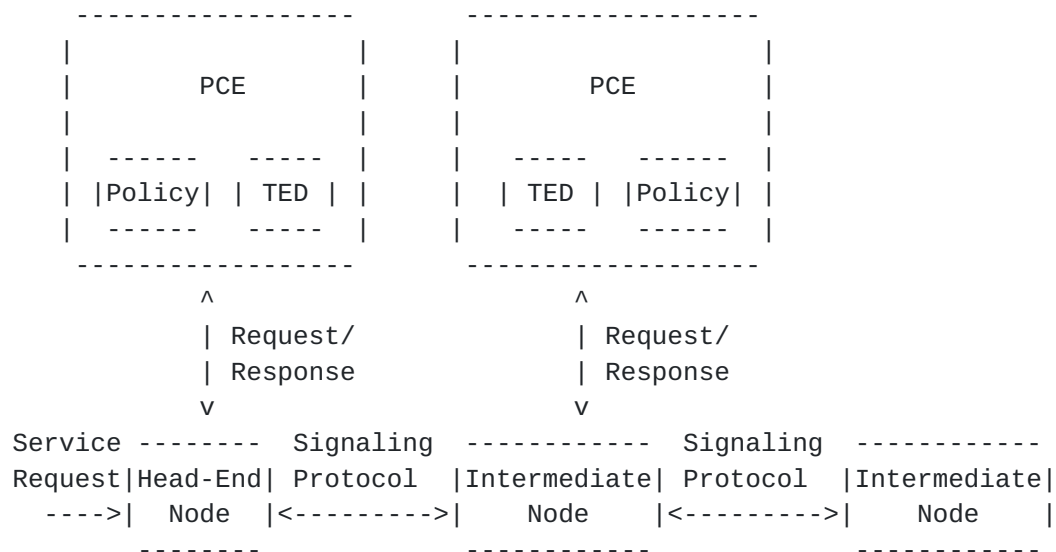 PCE PCE
|Policy| | TED | | TED | |Policy|
Request/ Request/
Response Response
v v
Service Signaling Signaling
Request|Head-End| Protocol |Intermediate| Protocol |Intermediate|
---->| Node |<--------->| Node |<--------->| Node |